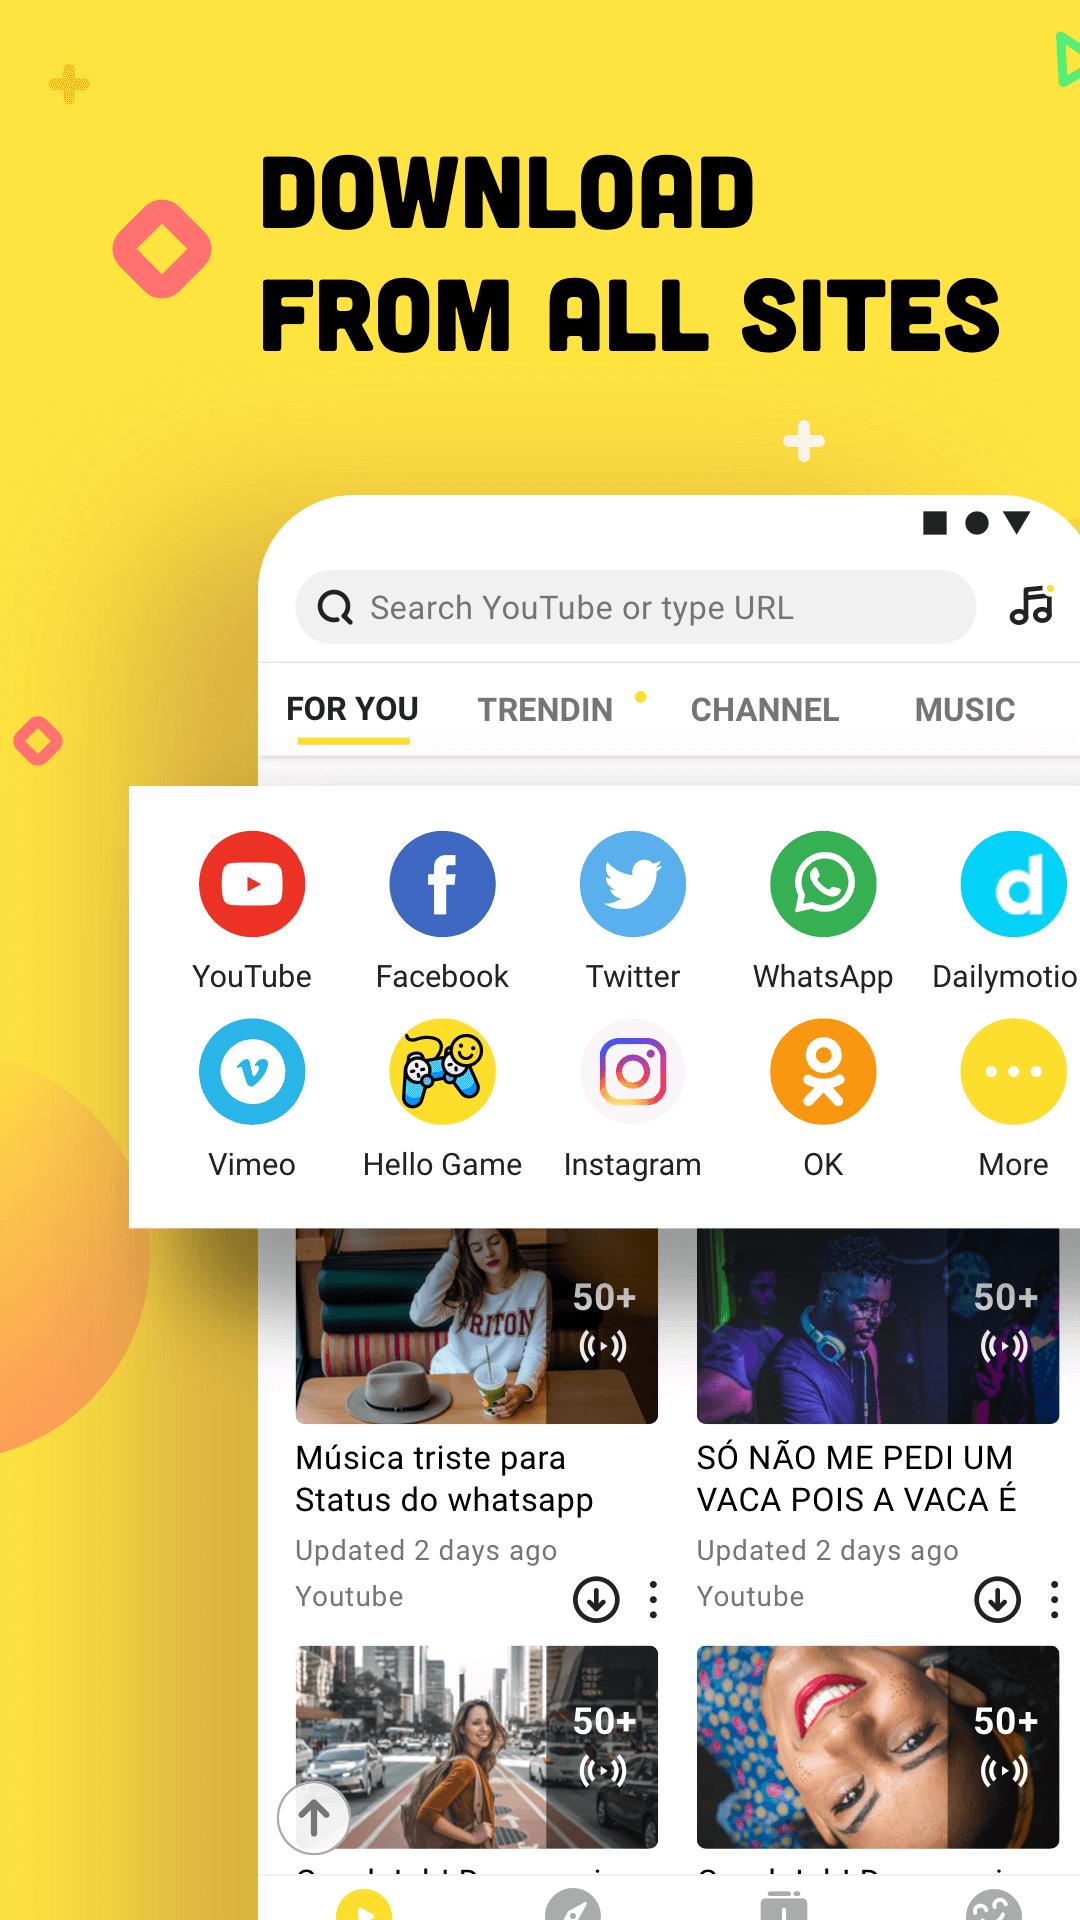 DOWNLOAD
FROM ALL SITES
Search YouTube or type URL
FOR YOU TRENDIN CHANNEL MUSIC
YouTube Facebook Twitter WhatsApp Dailymotio
Vimeo Hello Game Instagram OK More
RITON
50+ 50+
Música triste para
Status do whatsapp
Updated 2 days ago
Youtube
SÓ NÃO ME PEDI UM
VACA POIS A VACA É
Updated 2 days ago
Youtube
50+ 50+